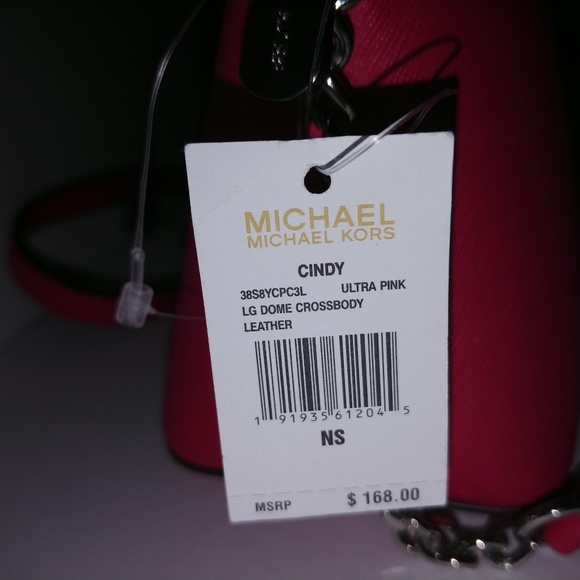 MICHAEL
MICHAEL KORS
CINDY
38S8YCPC3L ULTRA PINK
LG DOME CROSSBODY
LEATHER
1 91935 61204 5
NS
MSRP $ 168.00